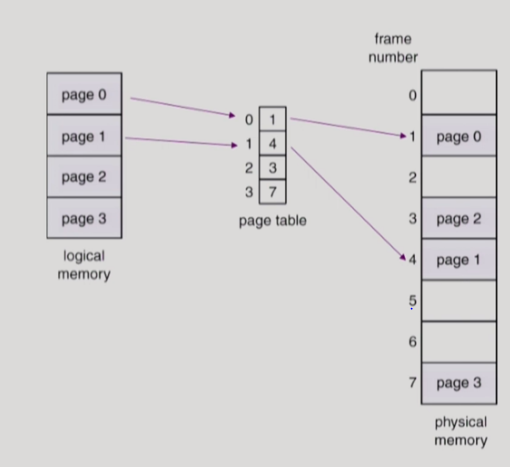 page 0
page 1
page 2
page 3
logical
memory
0 1
1 4
2 3
3 7
page table
frame
number
0
1 page 0
2
3 page 2
4 page 1
5
6
7 page 3
physical
memory